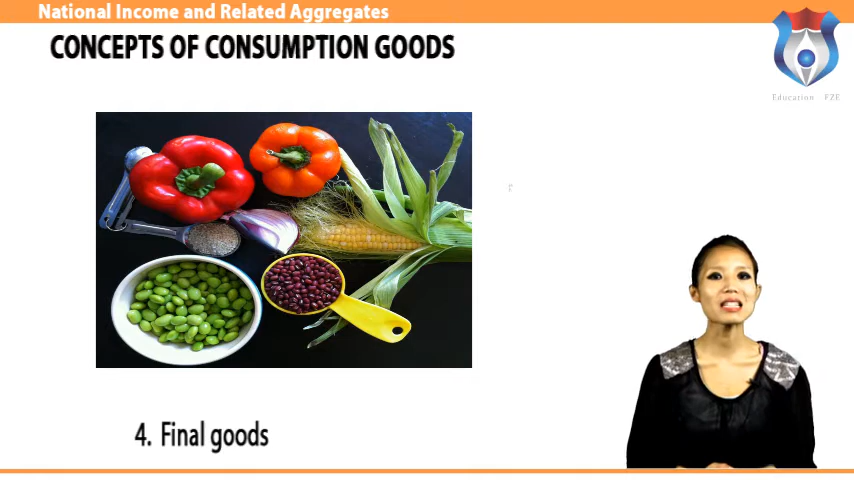 National Income and Related Aggregates
CONCEPTS OF CONSUMPTION GOODS
Education FZE
4. Final goods